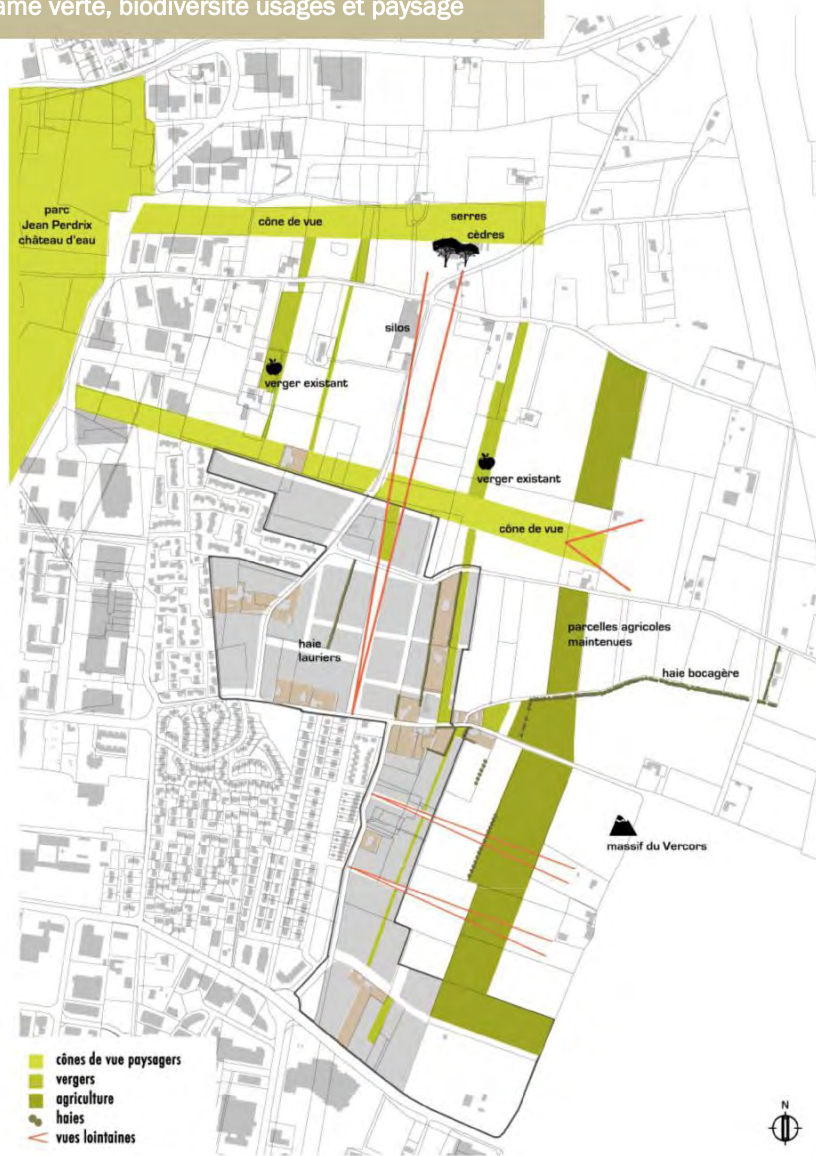 ame verte, biodiversité usages et paysage
parc
Jean Perdrix
château d'eau
cône de vue
serres
cèdres
silos
verger existant
verger existant
cône de vue
haie
lauriers
parcelles agricoles
maintenues
haie bocagère
massif du Vercors
cônes de vue paysagers
vergers
agriculture
haies
vues lointaines
N